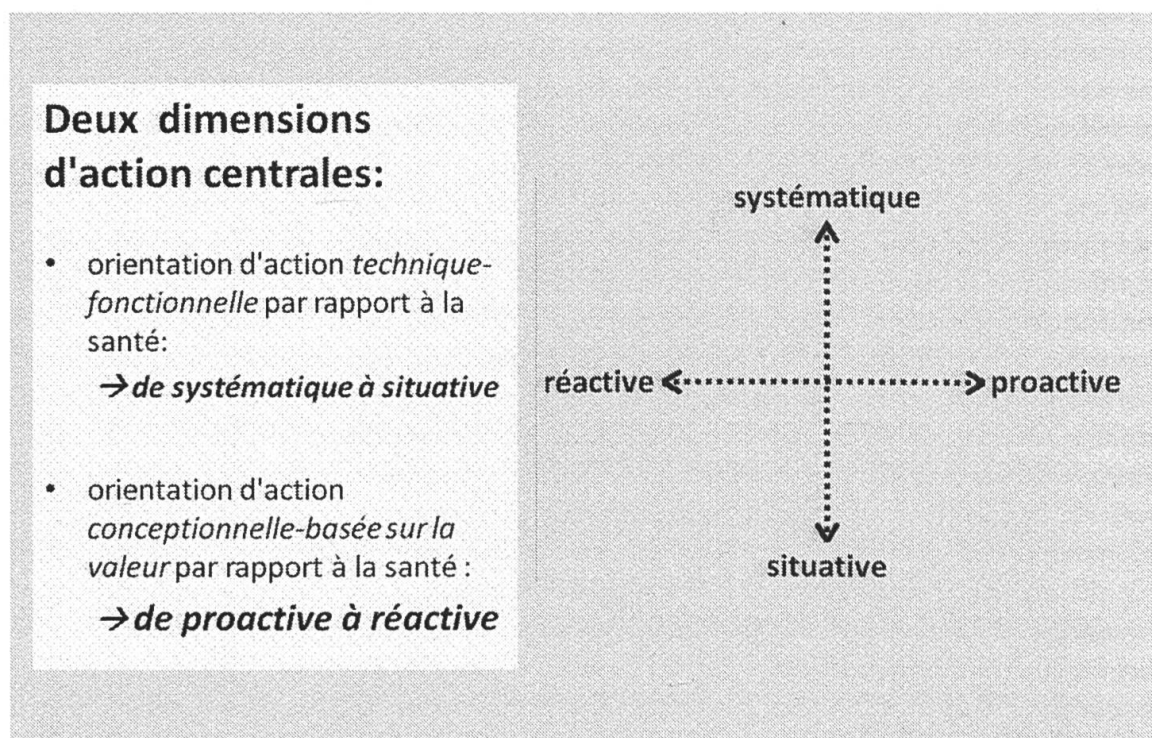 Deux dimensions
d'action centrales:
• orientation d'action technique-
fonctionnelle par rapport à la
santé:
→ de systématique à situative
• orientation d'action
conceptionnelle-basée sur la
valeur par rapport à la santé :
→ de proactive à réactive
systématique
réactive
proactive
situative